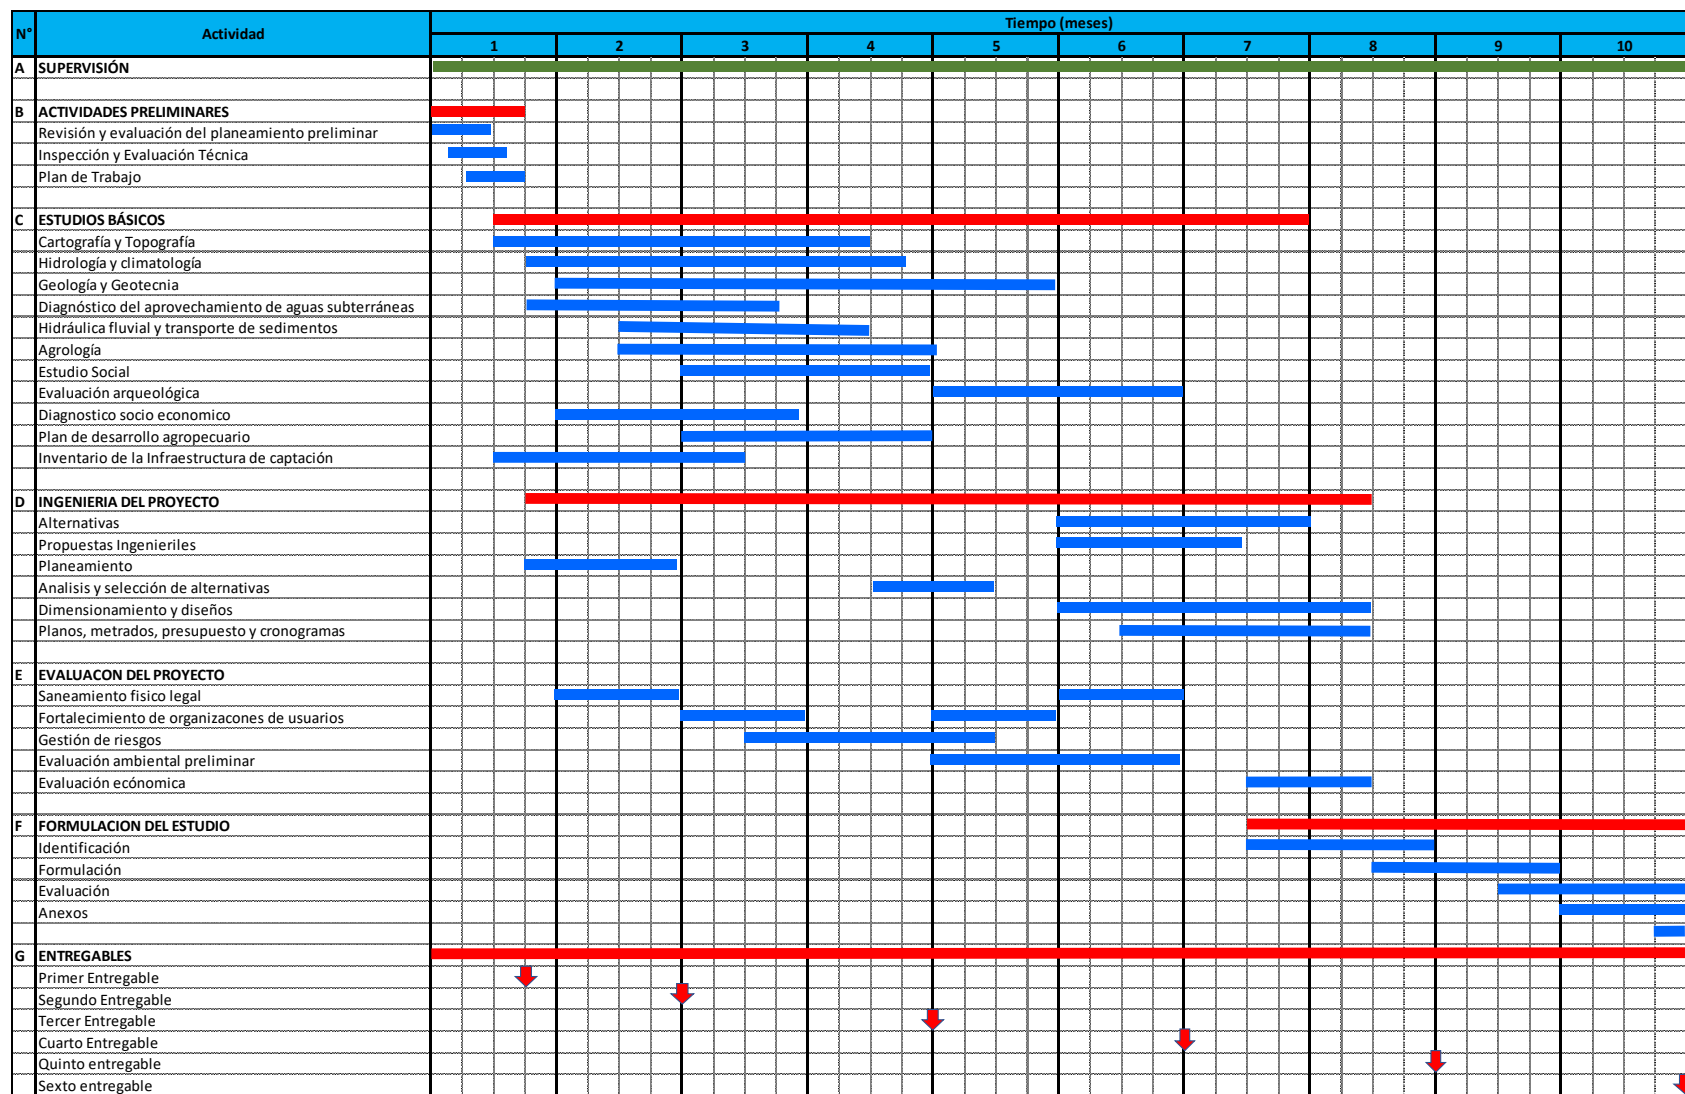 N° Actividad Tiempo (meses)
1 2 3 4 5 6 7 8 9 10
A SUPERVISIÓN
B ACTIVIDADES PRELIMINARES
Revisión y evaluación del planeamiento preliminar
Inspección y Evaluación Técnica
Plan de Trabajo
C ESTUDIOS BÁSICOS
Cartografía y Topografía
Hidrología y climatología
Geología y Geotecnia
Diagnóstico del aprovechamiento de aguas subterráneas
Hidráulica fluvial y transporte de sedimentos
Agrología
Estudio Social
Evaluación arqueológica
Diagnostico socio economico
Plan de desarrollo agropecuario
Inventario de la Infraestructura de captación
D INGENIERIA DEL PROYECTO
Alternativas
Propuestas Ingenieriles
Planeamiento
Analisis y selección de alternativas
Dimensionamiento y diseños
Planos, metrados, presupuesto y cronogramas
E EVALUACON DEL PROYECTO
Saneamiento fisico legal
Fortalecimiento de organizacones de usuarios
Gestión de riesgos
Evaluación ambiental preliminar
Evaluación ecónomica
F FORMULACION DEL ESTUDIO
Identificación
Formulación
Evaluación
Anexos
G ENTREGABLES
Primer Entregable
Segundo Entregable
Tercer Entregable
Cuarto Entregable
Quinto entregable
Sexto entregable